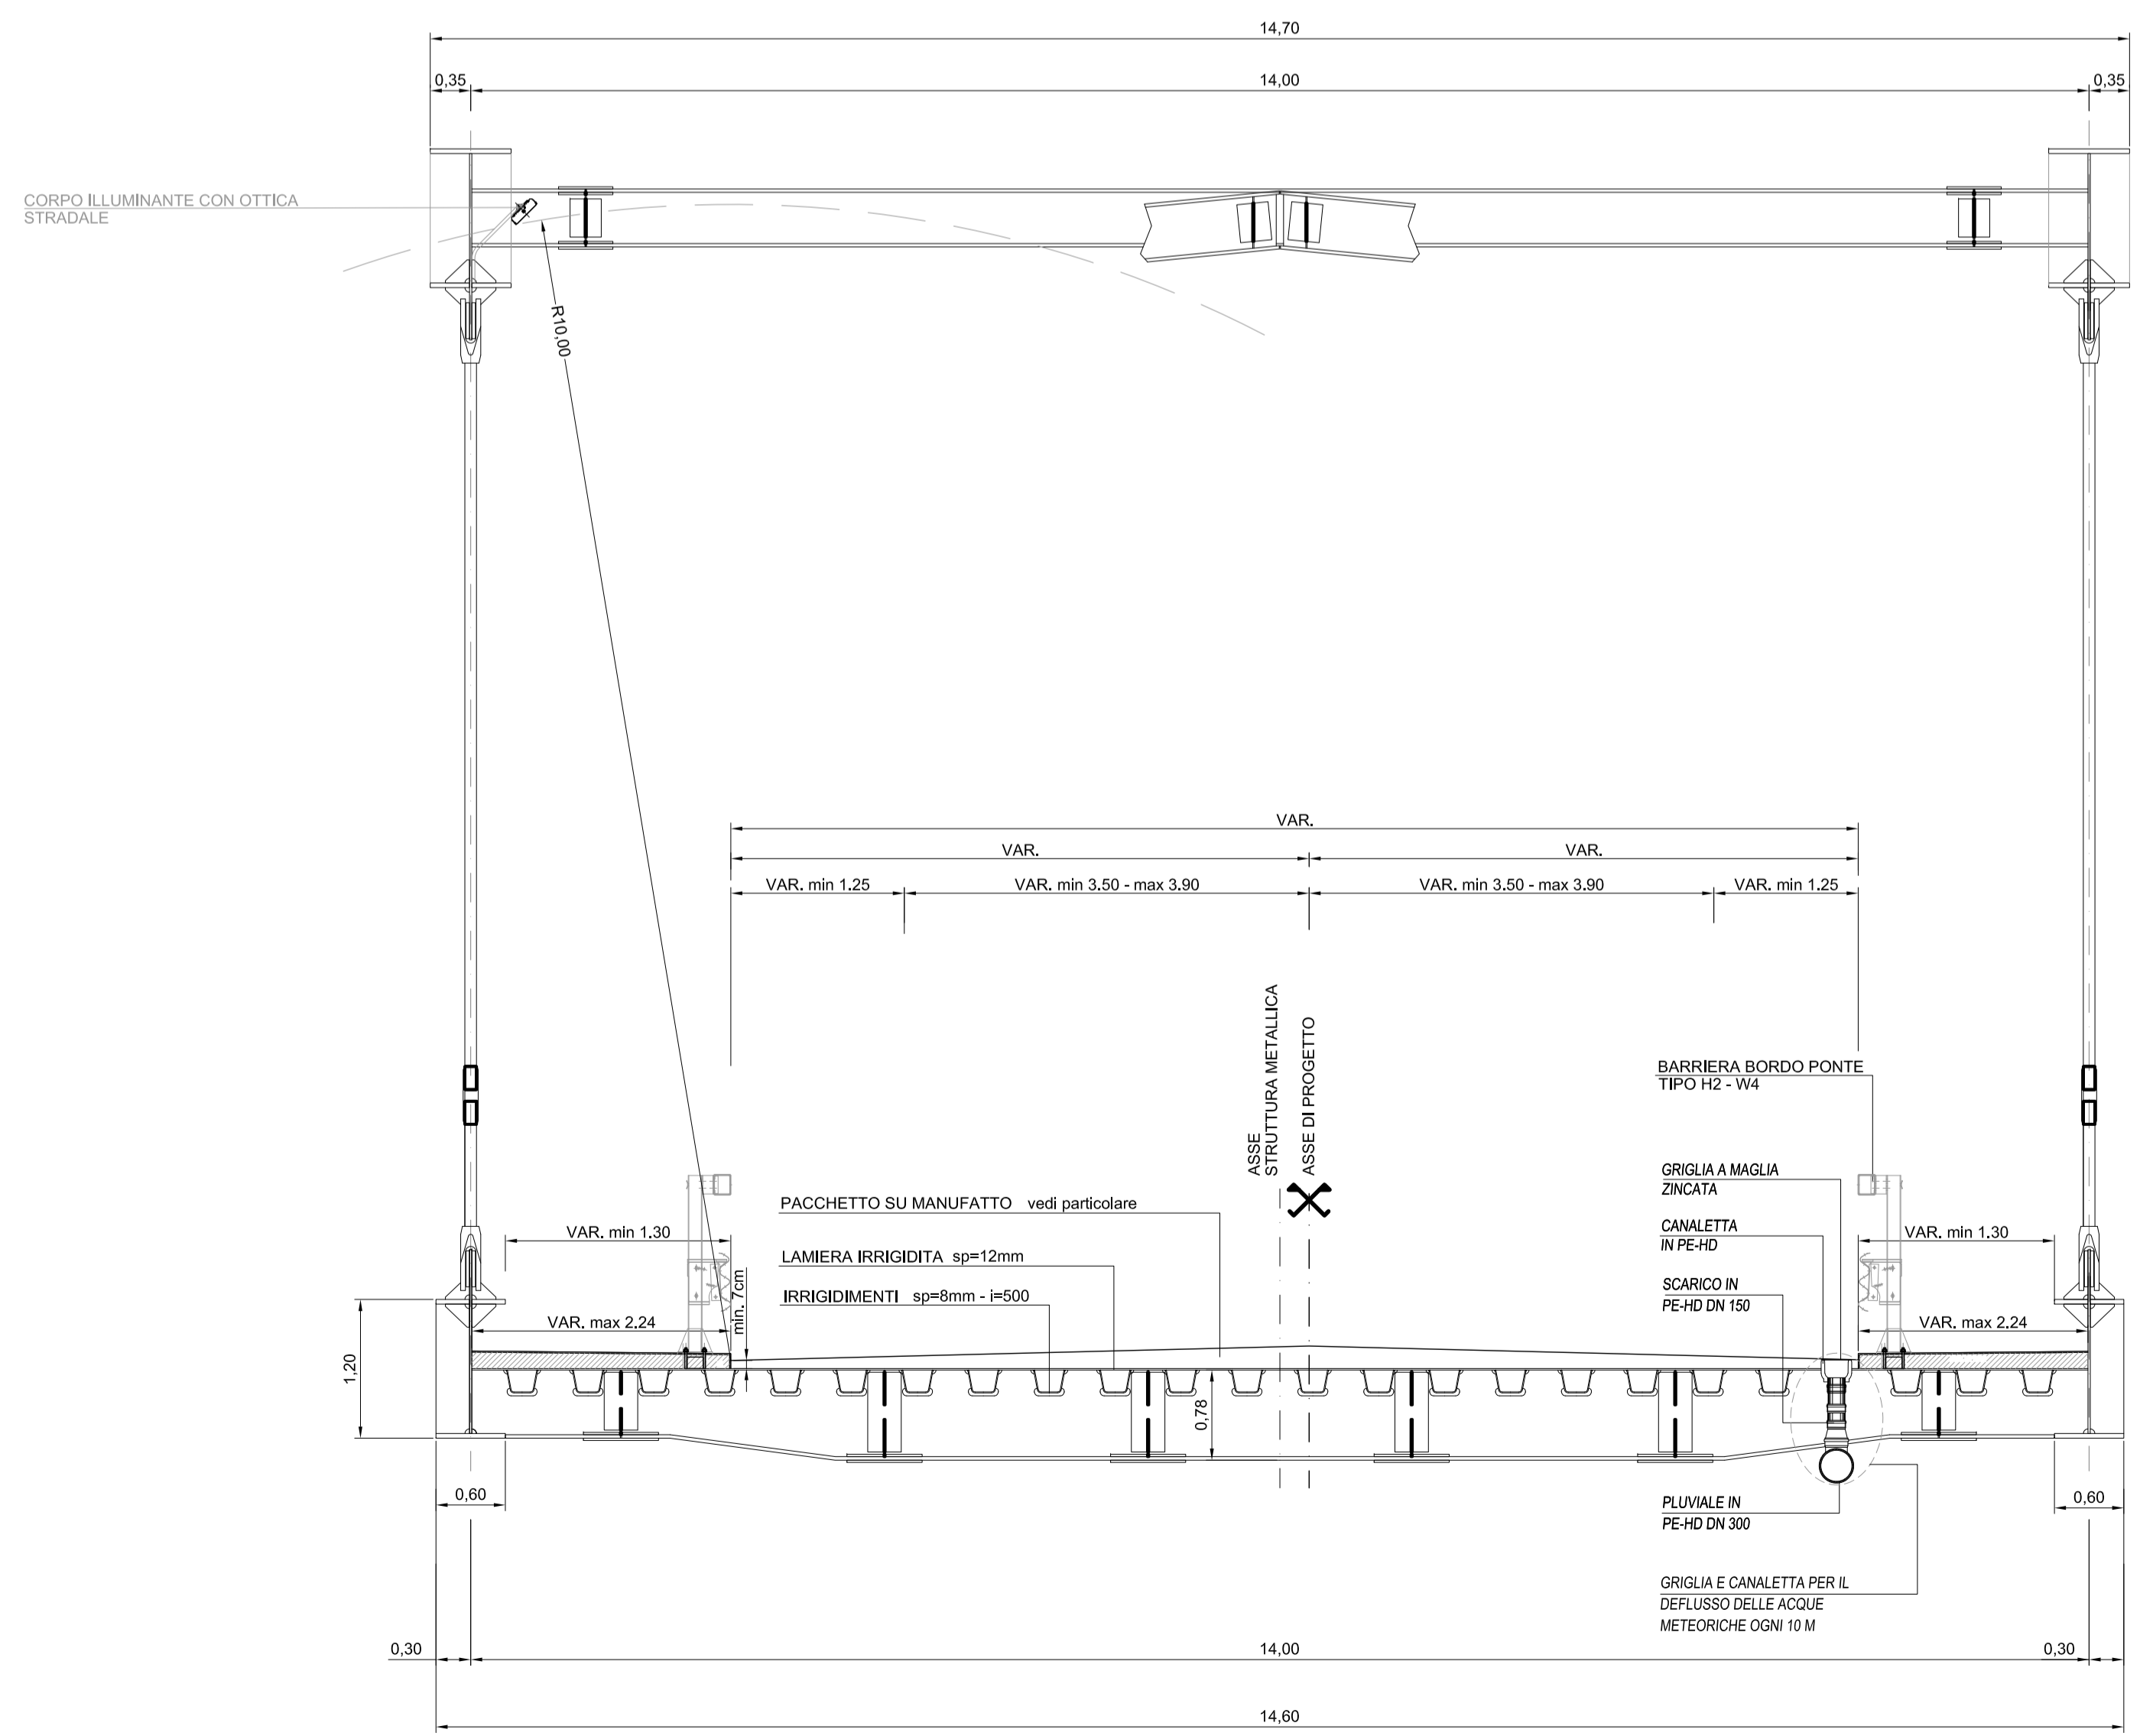 14,70
0,35
14,00
0,35
CORPO ILLUMINANTE CON OTTICA
STRADALE
R10,00
VAR.
VAR.
VAR.
VAR. min 1.25
VAR. min 3.50 - max 3.90
VAR. min 3.50 - max 3.90
VAR. min 1.25
ASSE
STRUTTURA METALLICA
ASSE DI PROGETTO
BARRIERA BORDO PONTE
TIPO H2 - W4
GRIGLIA A MAGLIA
ZINCATA
CANALETTA
IN PE-HD
SCARICO IN
PE-HD DN 150
PACCHETTO SU MANUFATTO vedi particolare
LAMIERA IRRIGIDITA sp=12mm
IRRIGIDIMENTI sp=8mm - i=500
VAR. min 1.30
min. 7cm
VAR. max 2.24
VAR. min 1.30
VAR. max 2.24
1,20
0,78
0,60
0,60
PLUVIALE IN
PE-HD DN 300
GRIGLIA E CANALETTA PER IL
DEFLUSSO DELLE ACQUE
METEORICHE OGNI 10 M
0,30
14,00
0,30
14,60